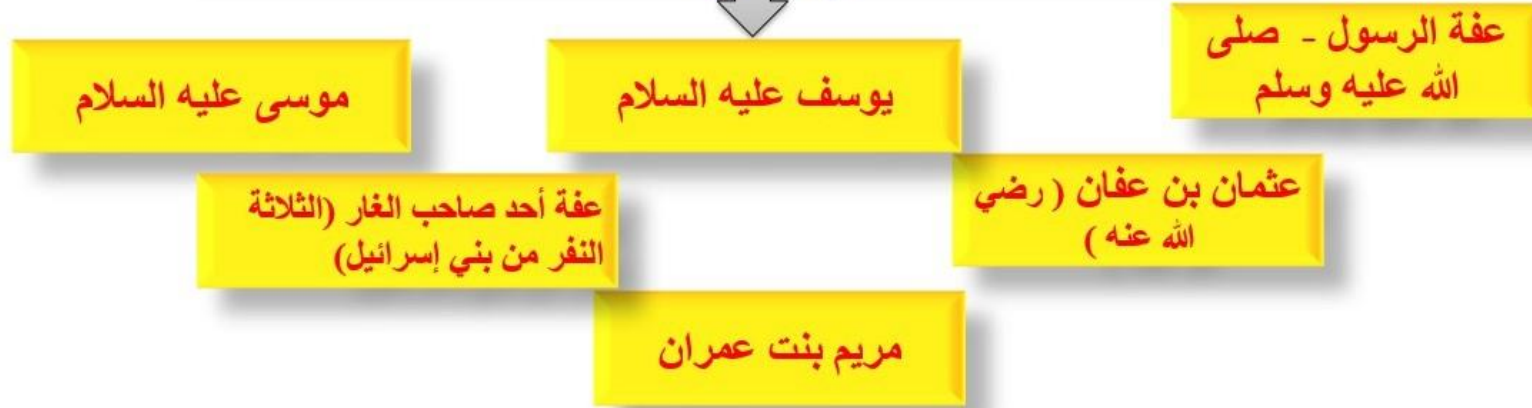 عفة الرسول - صلى
الله عليه وسلم
يوسف عليه السلام
موسى عليه السلام
عثمان بن عفان ( رضي
الله عنه )
عفة أحد صاحب الغار (الثلاثة
النفر من بني إسرائيل)
مريم بنت عمران